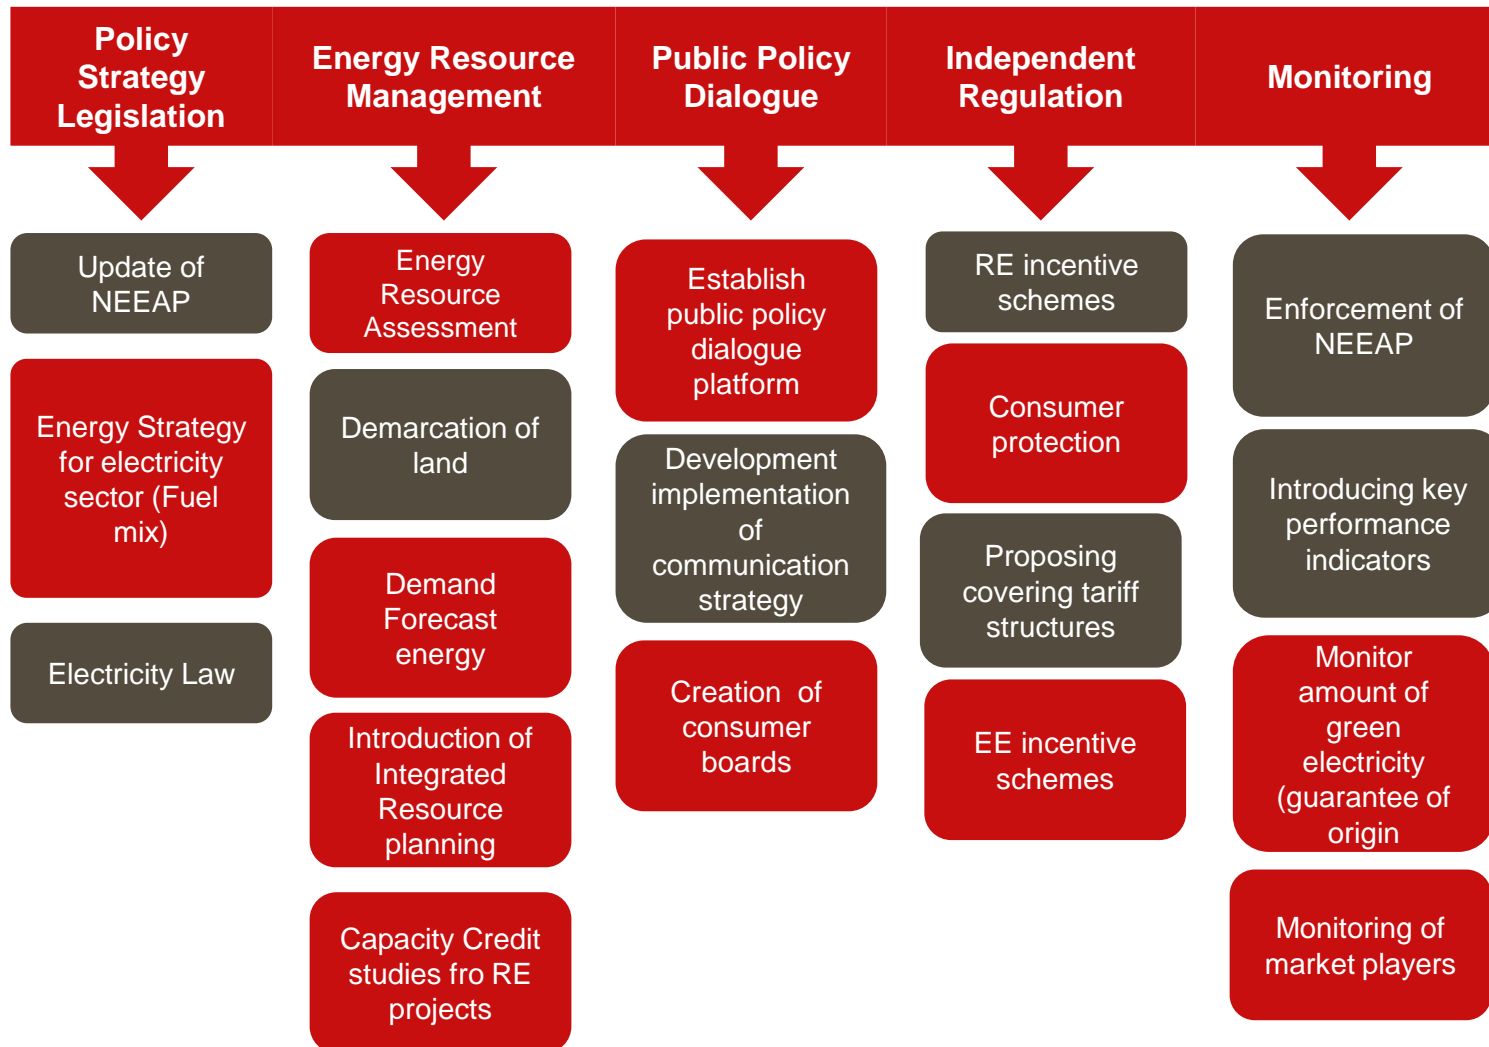 Policy
Strategy
Legislation
Energy Resource
Management
Public Policy
Dialogue
Independent
Regulation
Monitoring
Update of
NEEAP
Energy Strategy
for electricity
sector (Fuel
mix)
Electricity Law
Energy
Resource
Assessment
Demarcation of
land
Demand
Forecast
energy
Introduction of
Integrated
Resource
planning
Capacity Credit
studies fro RE
projects
Establish
public policy
dialogue
platform
Development
implementation
of
communication
strategy
Creation of
consumer
boards
RE incentive
schemes
Consumer
protection
Proposing
covering tariff
structures
EE incentive
schemes
Enforcement of
NEEAP
Introducing key
performance
indicators
Monitor
amount of
green
electricity
(guarantee of
origin
Monitoring of
market players